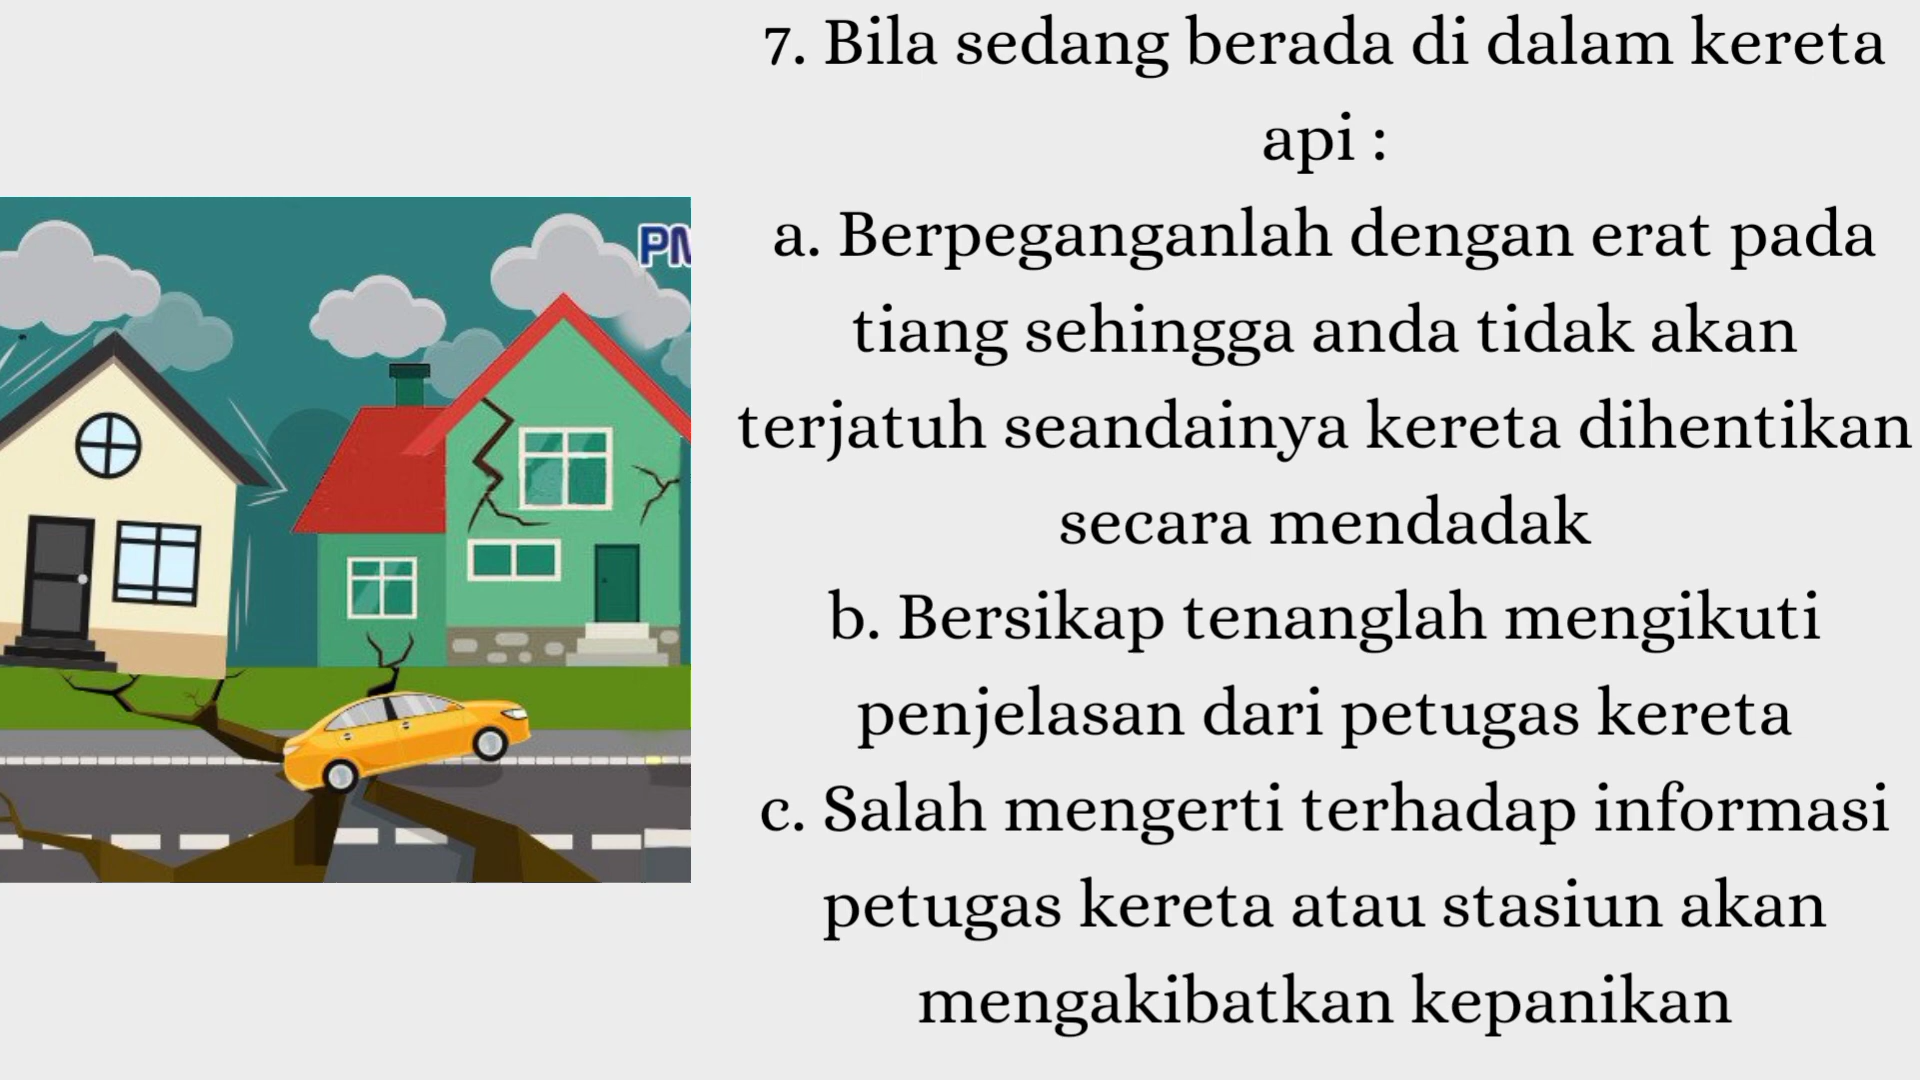 7. Bila sedang berada di dalam kereta
api :
a. Berpeganganlah dengan erat pada
tiang sehingga anda tidak akan
terjatuh seandainya kereta dihentikan
secara mendadak
b. Bersikap tenanglah mengikuti
penjelasan dari petugas kereta
c. Salah mengerti terhadap informasi
petugas kereta atau stasiun akan
mengakibatkan kepanikan